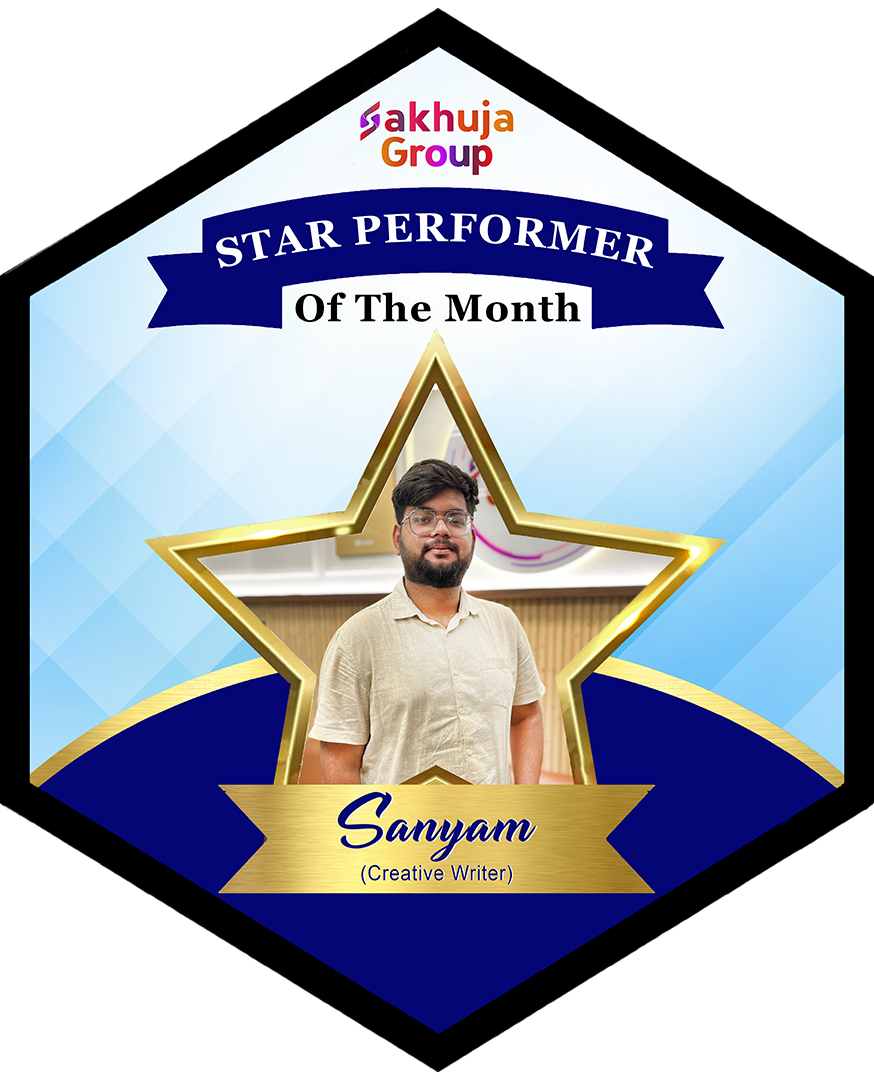 Sakhuja
Group
STAR PERFORMER
Of The Month
Sanyam
(Creative Writer)